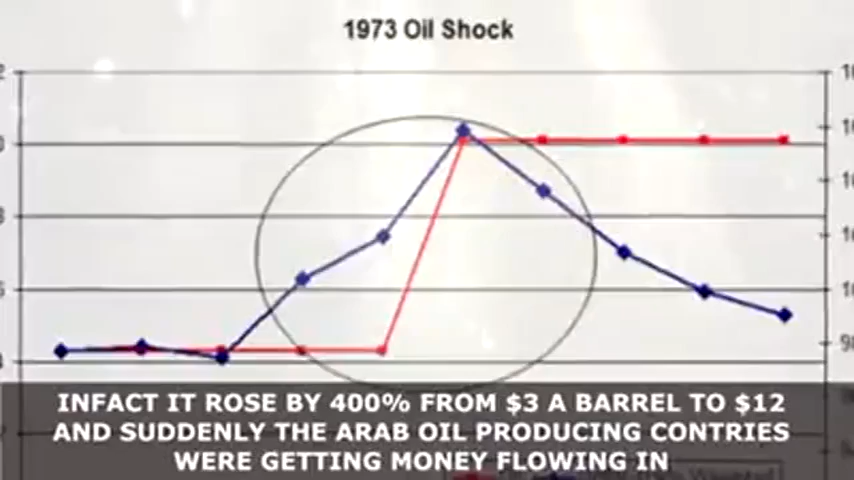 1973 Oil Shock
INFACT IT ROSE BY 400% FROM $3 A BARREL TO $12
AND SUDDENLY THE ARAB OIL PRODUCING CONTRIES
WERE GETTING MONEY FLOWING IN